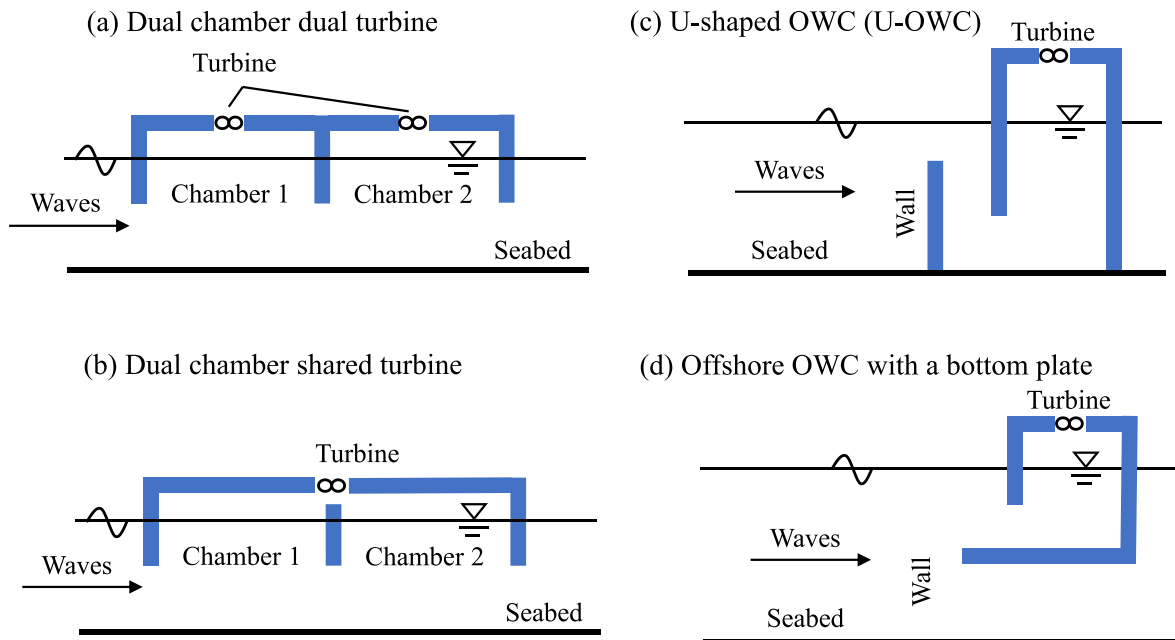 (a) Dual chamber dual turbine
Turbine
Chamber 1
Chamber 2
Waves
Seabed
(b) Dual chamber shared turbine
Turbine
Chamber 1
Chamber 2
Waves
Seabed
(c) U-shaped OWC (U-OWC)
Turbine
Waves
Wall
Seabed
(d) Offshore OWC with a bottom plate
Turbine
Waves
Wall
Seabed